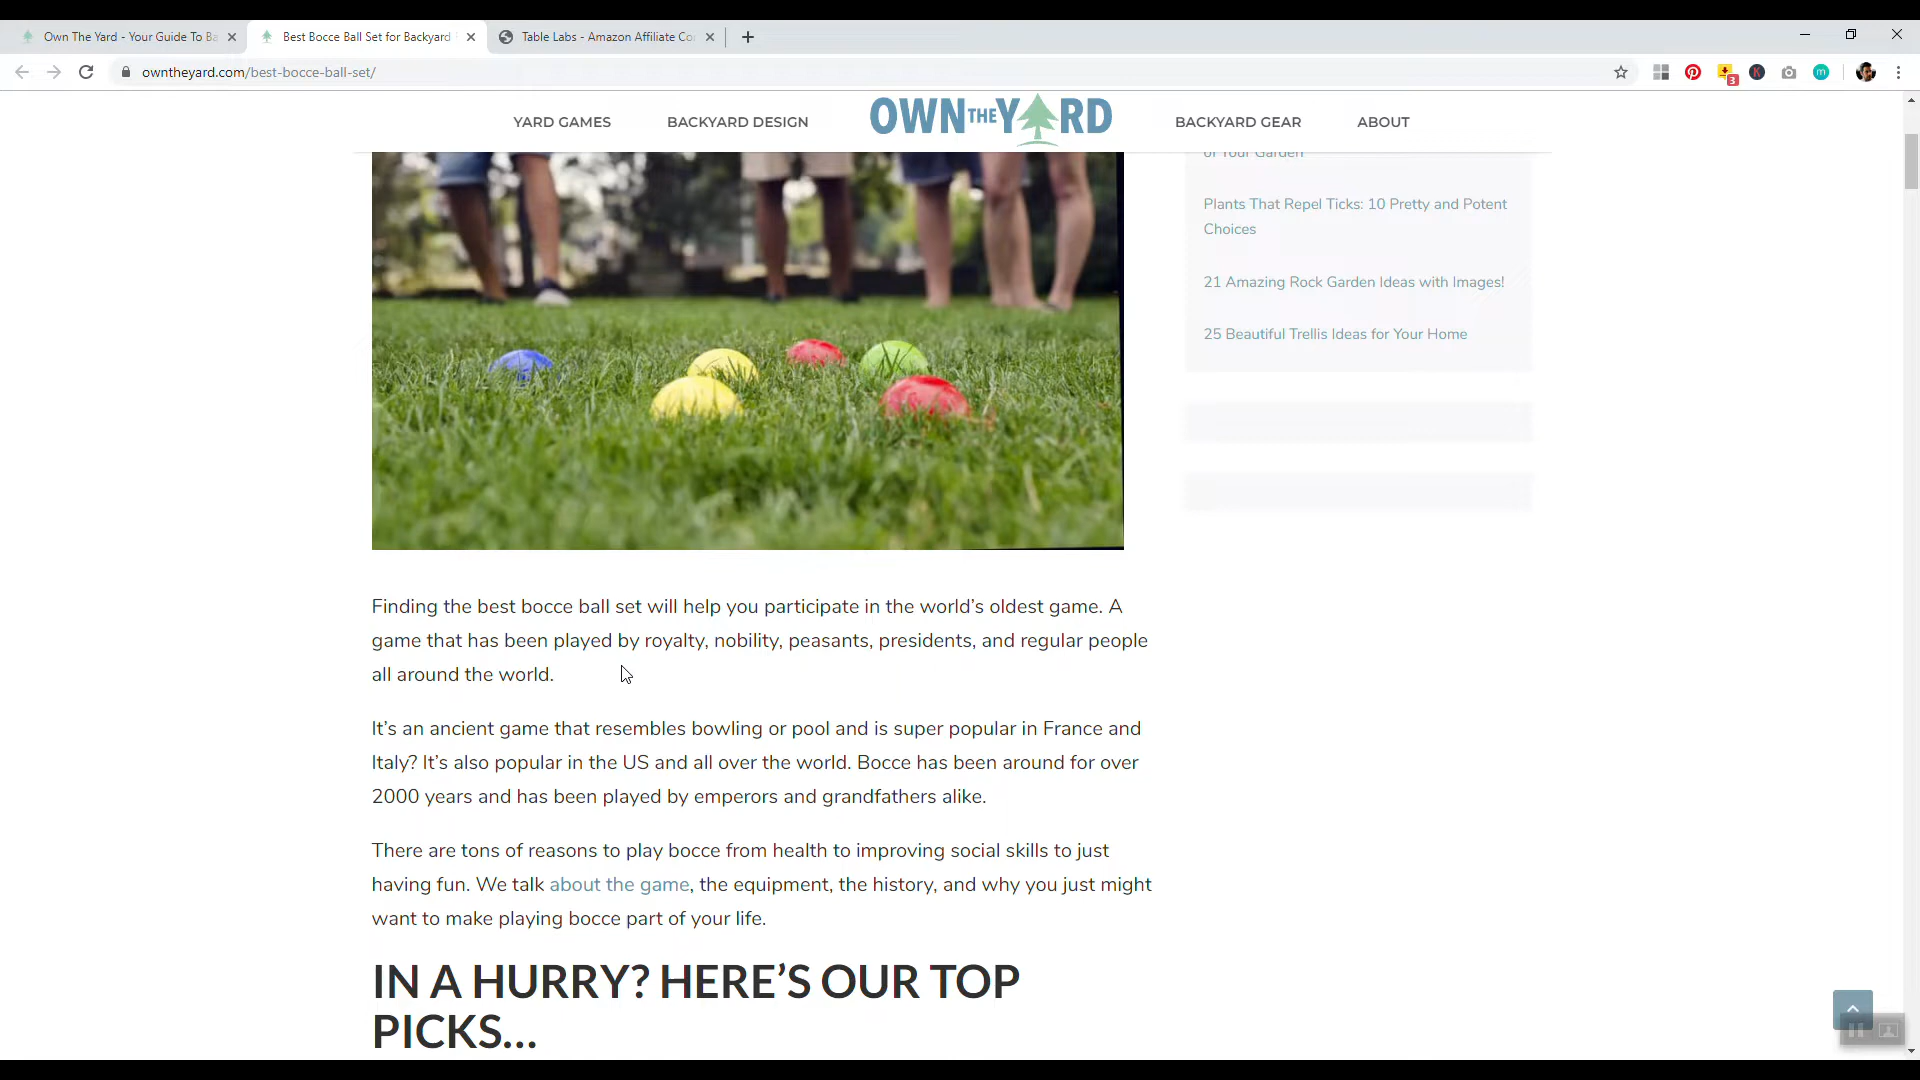 Own The Yard - Your Guide To Ba
Best Bocce Ball Set for Backyard
Table Labs - Amazon Affiliate Co
owntheyard.com/best-bocce-ball-set/
3
K
m
YARD GAMES
BACKYARD DESIGN
OWN THE YARD
BACKYARD GEAR
ABOUT
of Your Garden
Plants That Repel Ticks: 10 Pretty and Potent
Choices
21 Amazing Rock Garden Ideas with Images!
25 Beautiful Trellis Ideas for Your Home
Finding the best bocce ball set will help you participate in the world's oldest game. A
game that has been played by royalty, nobility, peasants, presidents, and regular people
all around the world.
It's an ancient game that resembles bowling or pool and is super popular in France and
Italy? It's also popular in the US and all over the world. Bocce has been around for over
2000 years and has been played by emperors and grandfathers alike.
There are tons of reasons to play bocce from health to improving social skills to just
having fun. We talk about the game, the equipment, the history, and why you just might
want to make playing bocce part of your life.
IN A HURRY? HERE'S OUR TOP
PICKS...